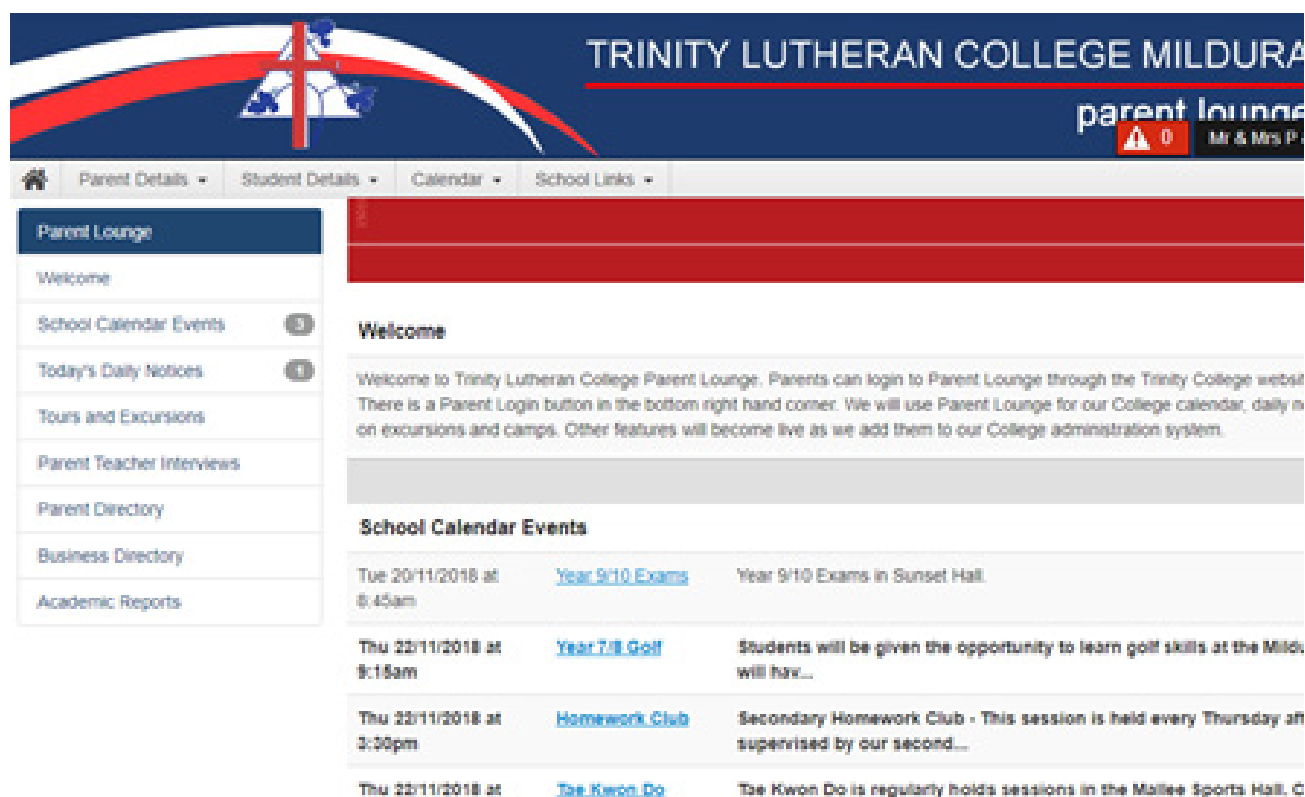 TRINITY LUTHERAN COLLEGE MILDURA
parent lounge
0 Mr & Mrs P
Parent Details Student Details Calendar School Links
Parent Lounge
Welcome
School Calendar Events 3
Today's Daily Notices 1
Tours and Excursions
Parent Teacher Interviews
Parent Directory
Business Directory
Academic Reports
Welcome
Welcome to Trinity Lutheran College Parent Lounge. Parents can login to Parent Lounge through the Trinity College websit
There is a Parent Login button in the bottom right hand corner. We will use Parent Lounge for our College calendar, daily n
on excursions and camps. Other features will become live as we add them to our College administration system.
School Calendar Events
Tue 20/11/2018 at Year 9/10 Exams Year 9/10 Exams in Sunset Hall.
8:45am
Thu 22/11/2018 at Year 7/8 Golf Students will be given the opportunity to learn golf skills at the Mildu
9:15am will hav...
Thu 22/11/2018 at Homework Club Secondary Homework Club - This session is held every Thursday aft
3:30pm supervised by our second...
Thu 22/11/2018 at Tae Kwon Do Tae Kwon Do is regularly holds sessions in the Mallee Sports Hall. C